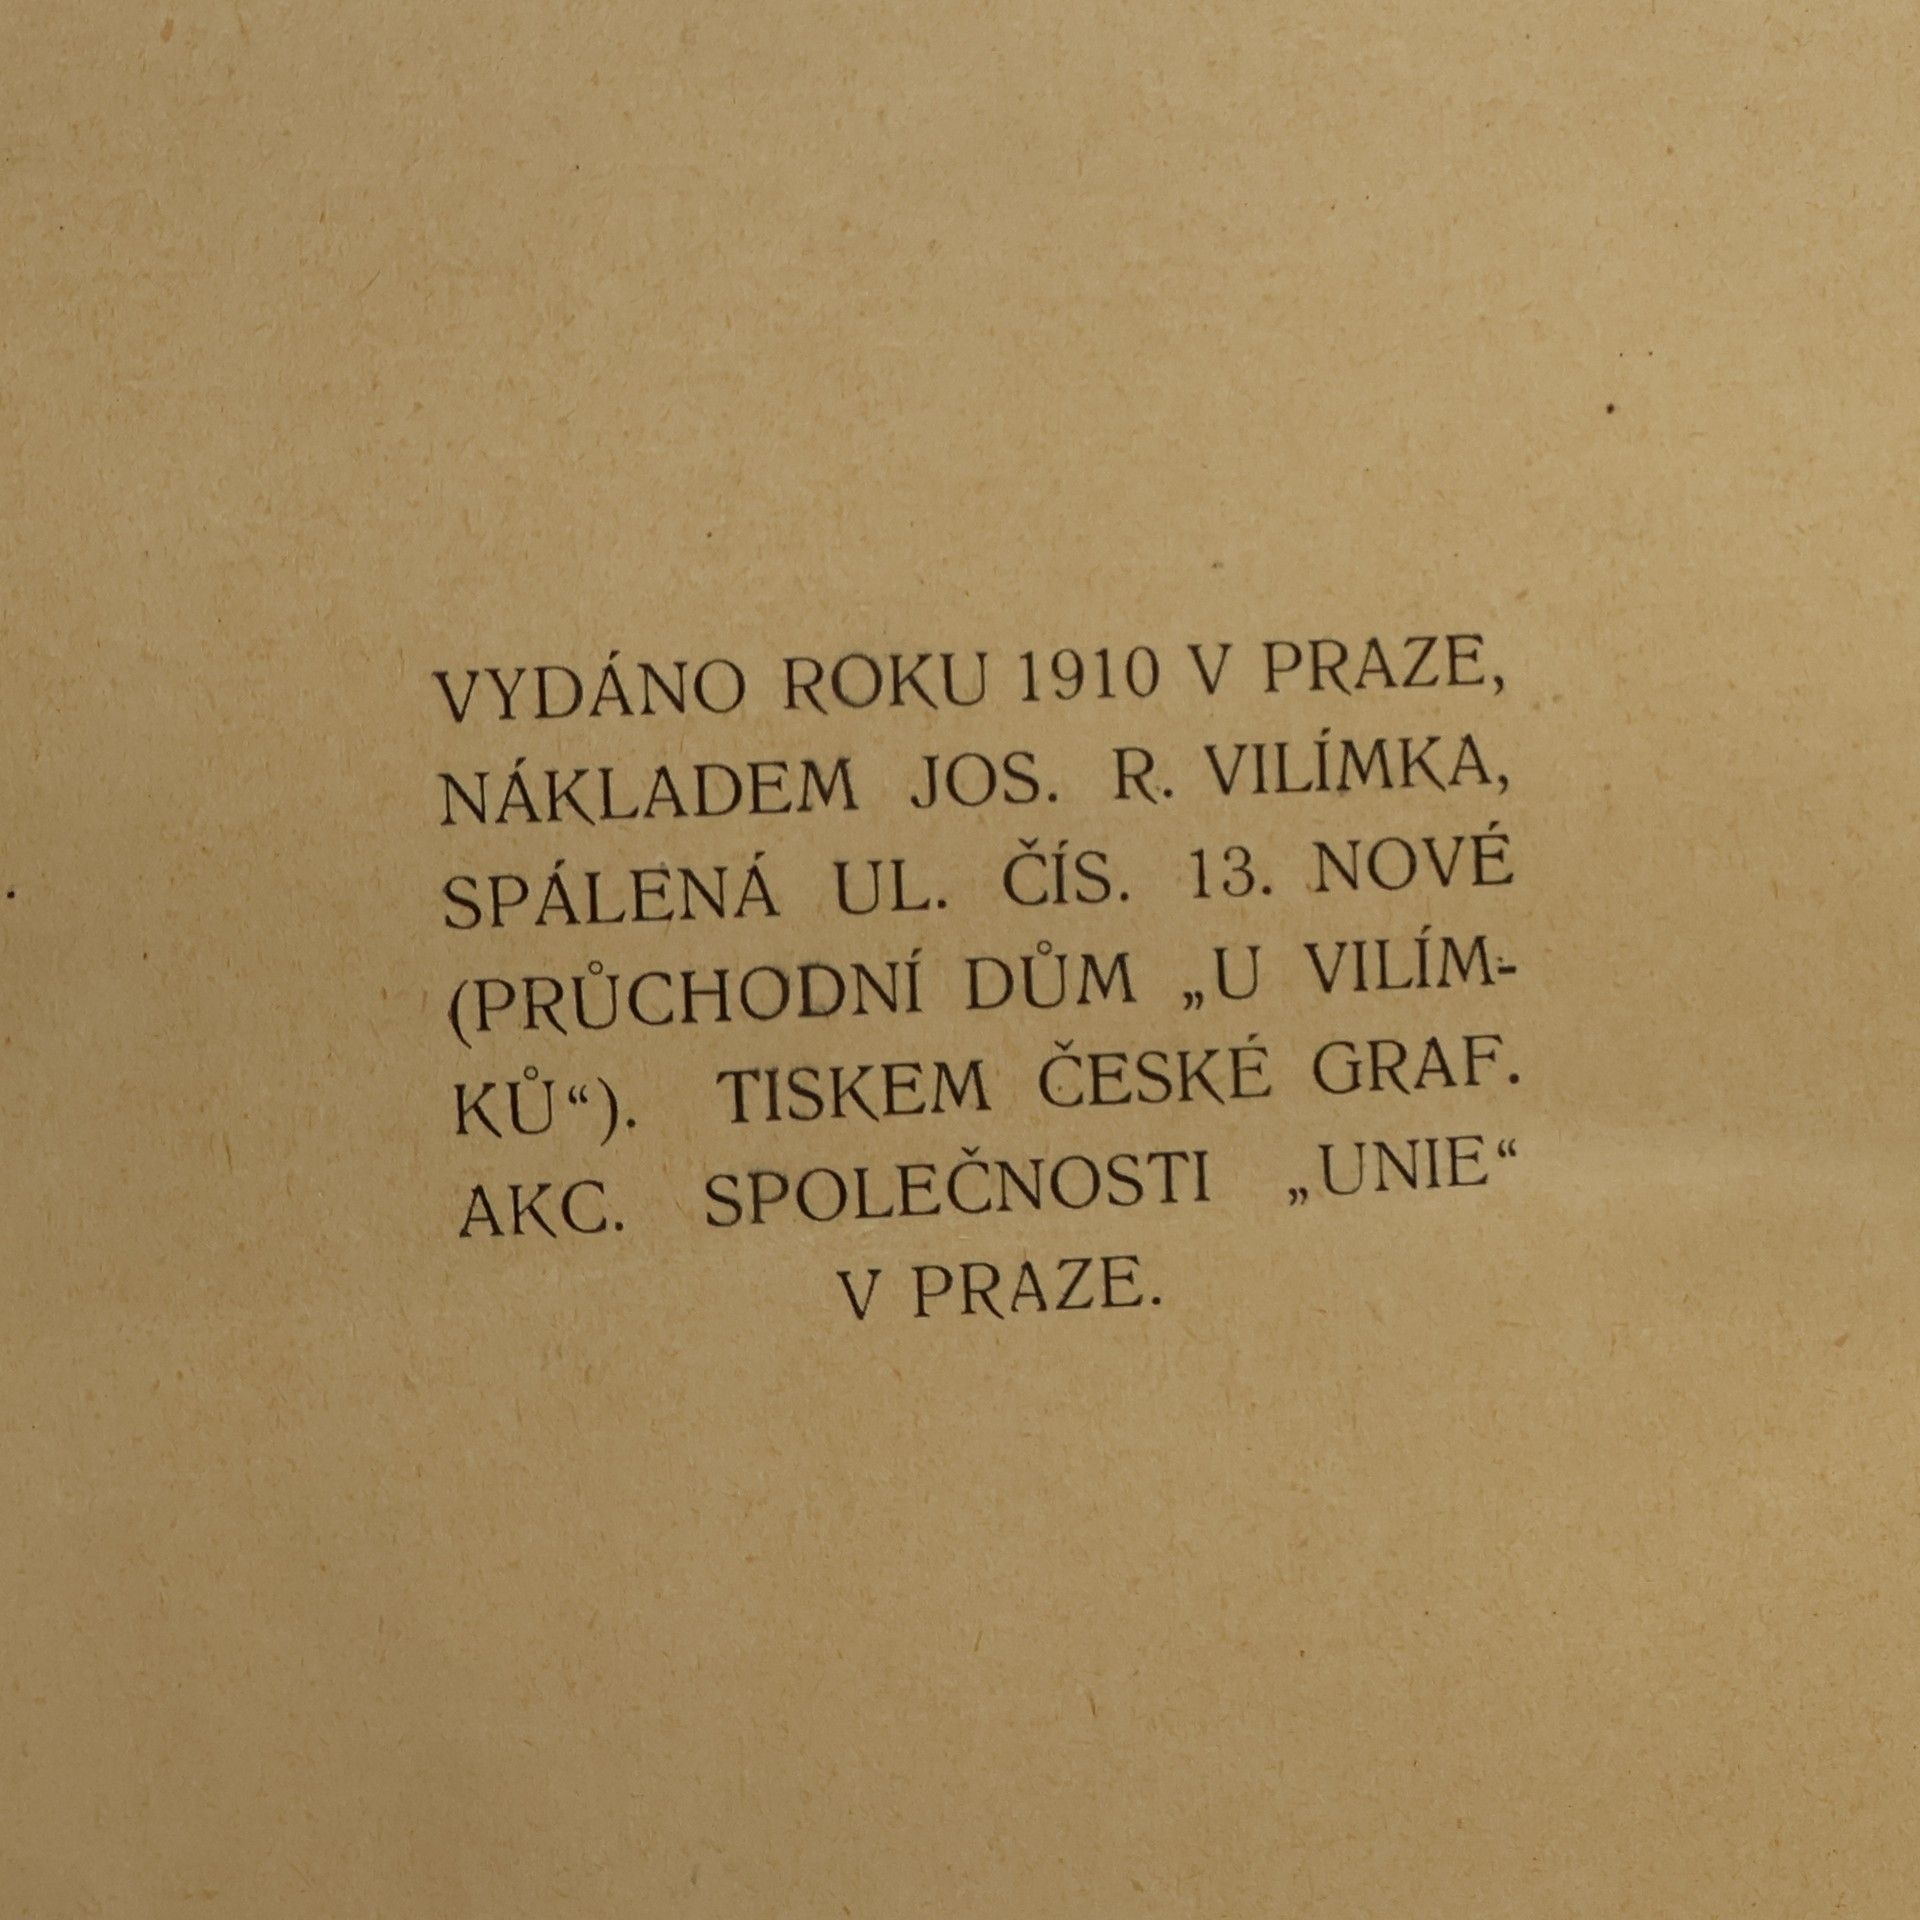 VYDÁNO ROKU 1910 V PRAZE,
NÁKLADEM JOS. R. VILÍMKA,
SPÁLENÁ UL. ČÍS. 13. NOVÉ
(PRŮCHODNÍ DŮM „U VILÍM-
KŮ“). TISKEM ČESKÉ GRAF.
AKC. SPOLEČNOSTI „UNIE“
V PRAZE.